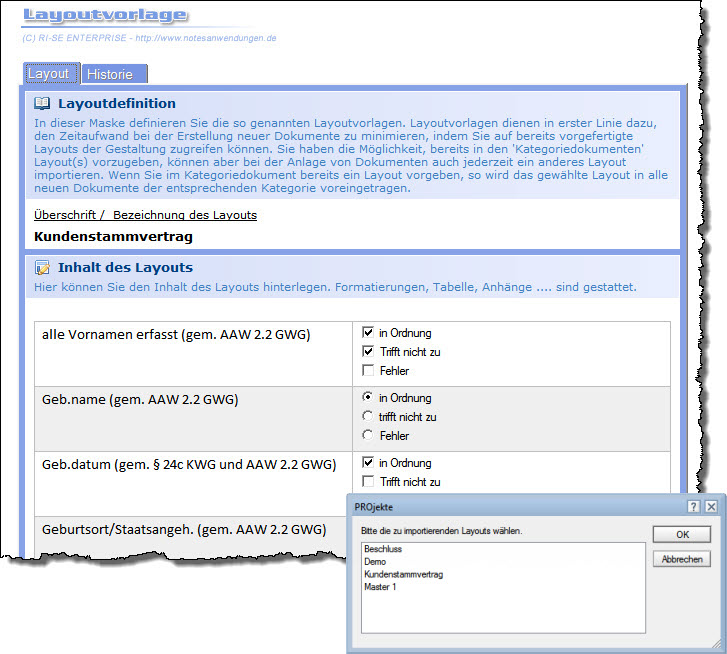 Layoutvorlage
(C) RI-SE ENTERPRISE - http://www.notesanwendungen.de
Layout Historie
Layoutdefinition
In dieser Maske definieren Sie die so genannten Layoutvorlagen. Layoutvorlagen dienen in erster Linie dazu,
den Zeitaufwand bei der Erstellung neuer Dokumente zu minimieren, indem Sie auf bereits vorgefertigte
Layouts der Gestaltung zugreifen können. Sie haben die Möglichkeit, bereits in den 'Kategoriedokumenten'
Layout(s) vorzugeben, können aber bei der Anlage von Dokumenten auch jederzeit ein anderes Layout
importieren. Wenn Sie im Kategoriedokument bereits ein Layout vorgeben, so wird das gewählte Layout in alle
neuen Dokumente der entsprechenden Kategorie voreingetragen.
Überschrift / Bezeichnung des Layouts
Kundenstammvertrag
Inhalt des Layouts
Hier können Sie den Inhalt des Layouts hinterlegen. Formatierungen, Tabelle, Anhänge .... sind gestattet.
alle Vornamen erfasst (gem. AAW 2.2 GWG)
in Ordnung
Trifft nicht zu
Fehler
Geb.name (gem. AAW 2.2 GWG)
in Ordnung
trifft nicht zu
Fehler
Geb.datum (gem. § 24c KWG und AAW 2.2 GWG)
in Ordnung
Trifft nicht zu
Geburtsort/Staatsangeh. (gem. AAW 2.2 GWG)
PROjekte
Bitte die zu importierenden Layouts wählen.
Beschluss
Demo
Kundenstammvertrag
Master 1
OK
Abbrechen